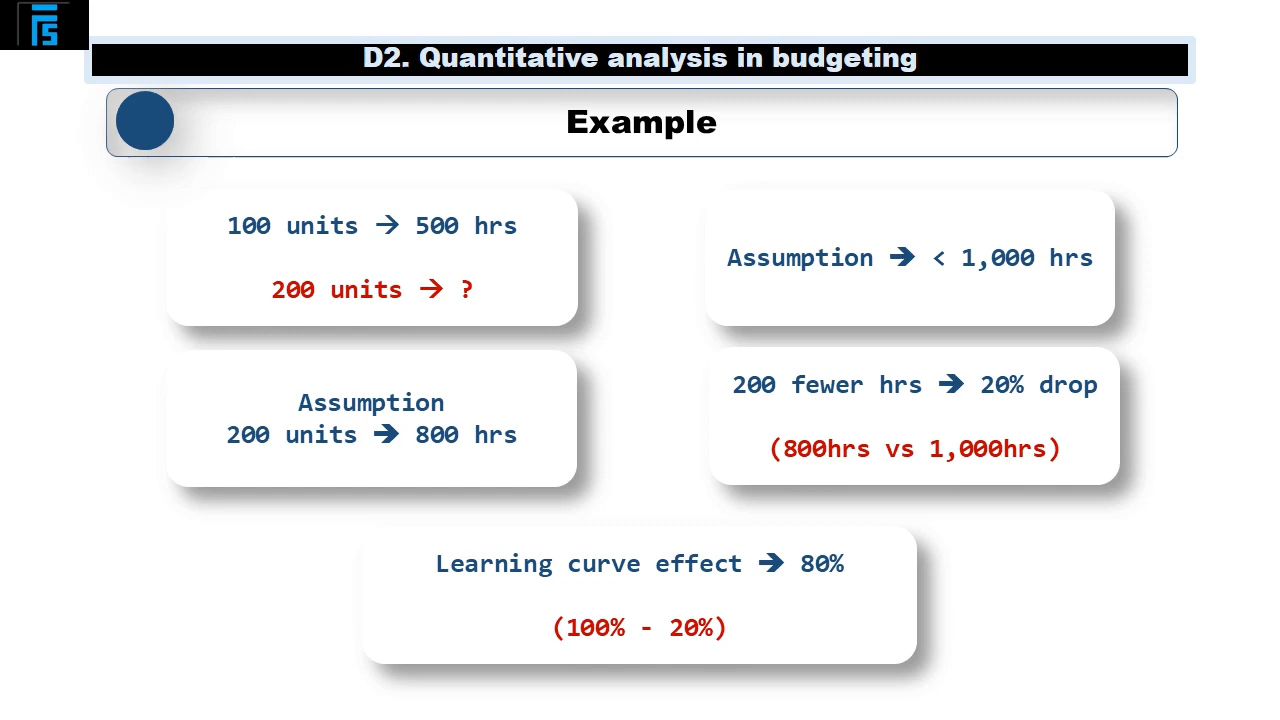 FTS
D2. Quantitative analysis in budgeting
Example
100 units → 500 hrs
200 units → ?
Assumption → < 1,000 hrs
Assumption
200 units → 800 hrs
200 fewer hrs → 20% drop
(800hrs vs 1,000hrs)
Learning curve effect → 80%
(100% - 20%)